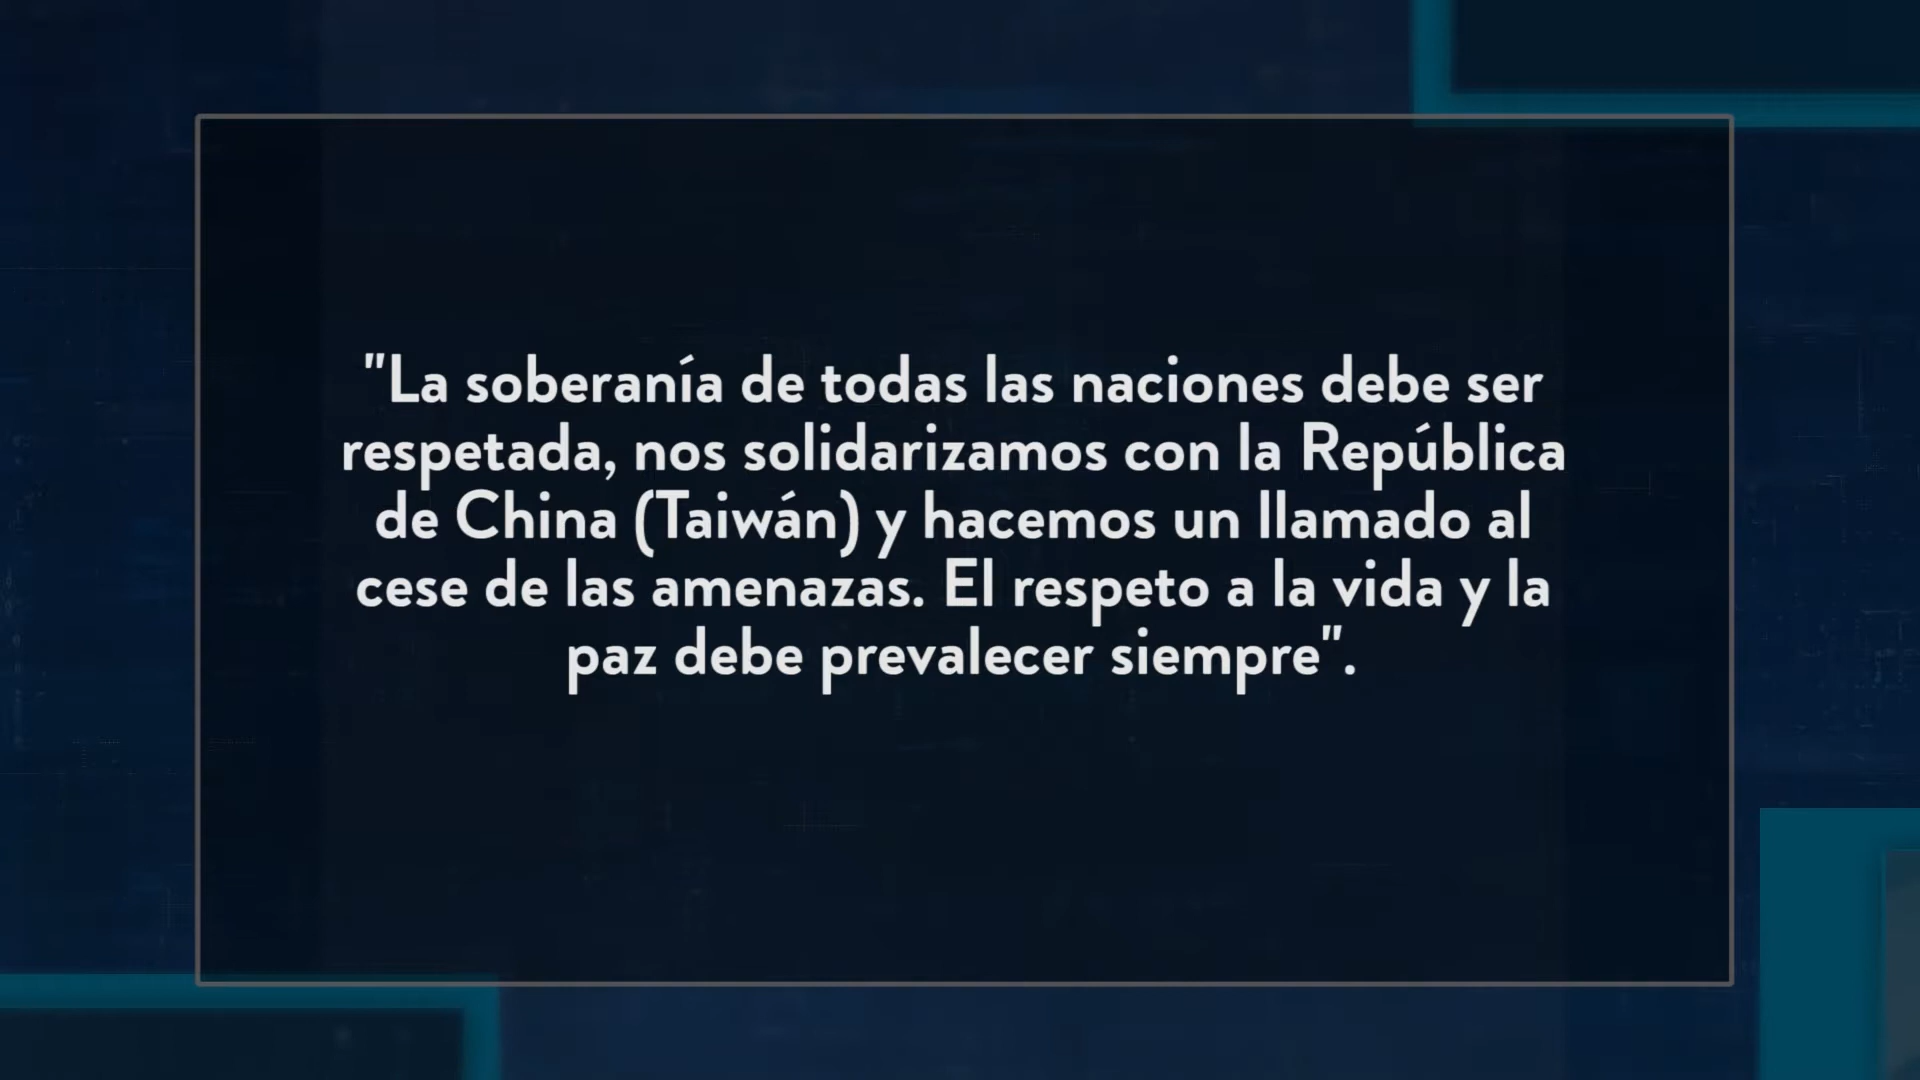 "La soberanía de todas las naciones debe ser
respetada, nos solidarizamos con la República
de China (Taiwán) y hacemos un llamado al
cese de las amenazas. El respeto a la vida y la
paz debe prevalecer siempre".